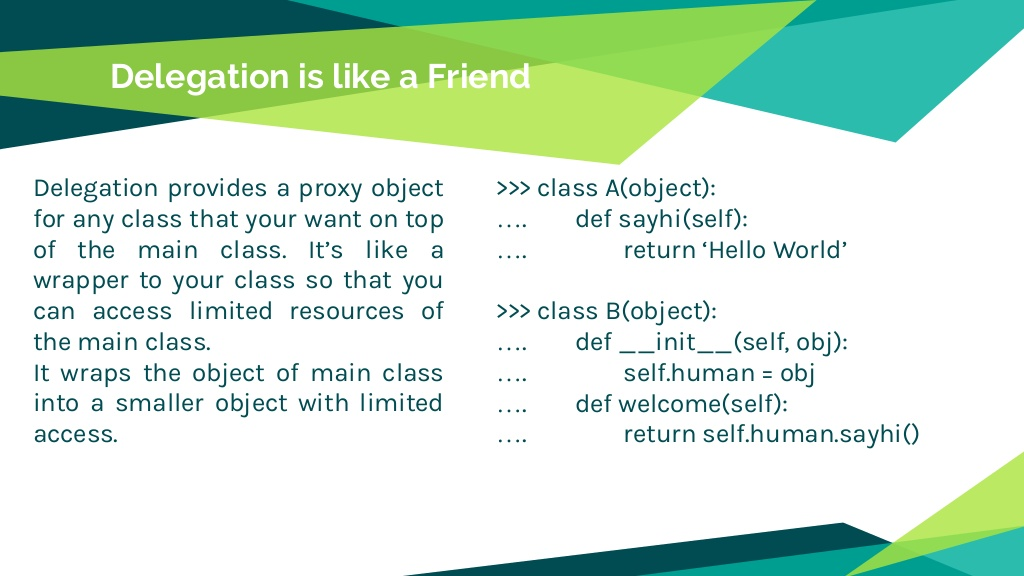 Delegation is like a Friend
Delegation provides a proxy object
for any class that your want on top
of the main class. It’s like a
wrapper to your class so that you
can access limited resources of
the main class.
It wraps the object of main class
into a smaller object with limited
access.
>>> class A(object):
…. def sayhi(self):
…. return ‘Hello World’
>>> class B(object):
…. def __init__(self, obj):
…. self.human = obj
…. def welcome(self):
…. return self.human.sayhi()